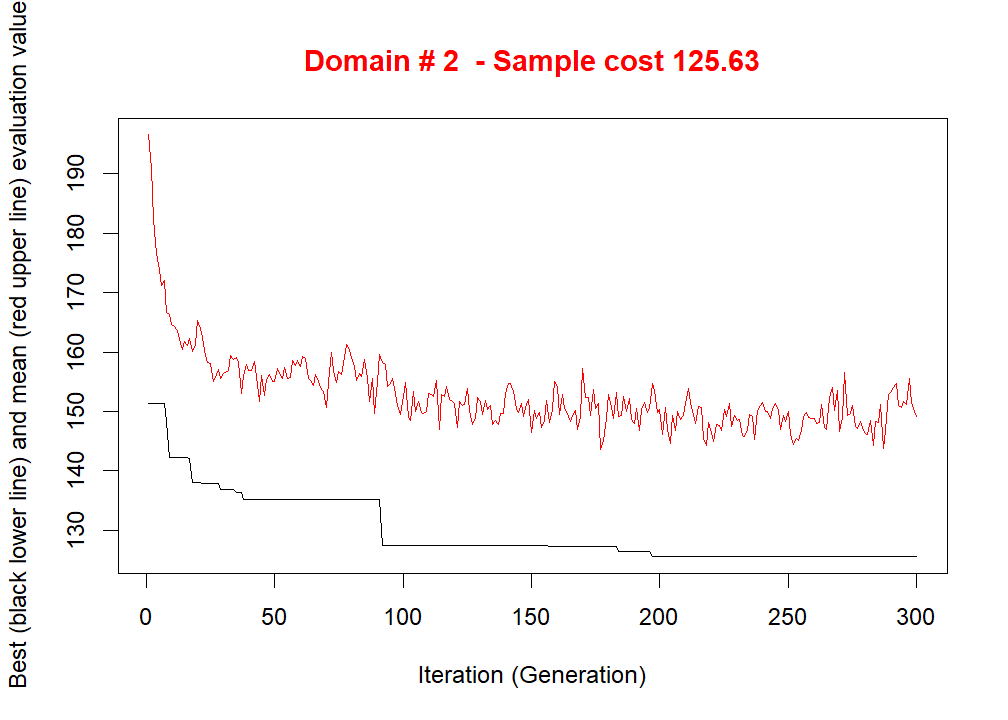 Domain # 2  - Sample cost 125.63
Best (black lower line) and mean (red upper line) evaluation value
190
180
170
160
150
140
130
0 50 100 150 200 250 300
Iteration (Generation)